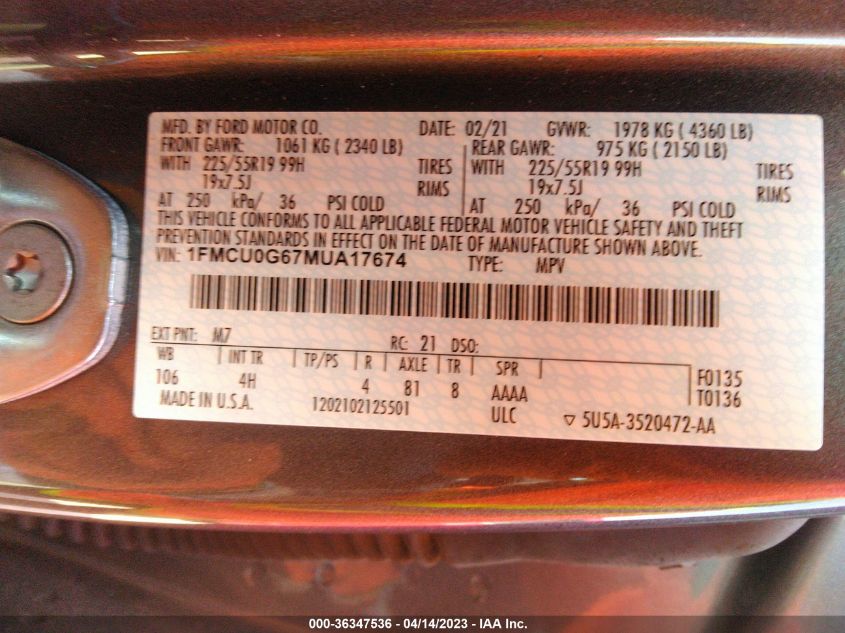 MFD. BY FORD MOTOR CO. DATE: 02/21 GVWR: 1978 KG ( 4360 LB)
FRONT GAWR: 1061 KG ( 2340 LB) REAR GAWR: 975 KG ( 2150 LB)
WITH 225/55R19 99H TIRES WITH 225/55R19 99H TIRES
19x7.5J RIMS 19x7.5J RIMS
AT 250 kPa/ 36 PSI COLD AT 250 kPa/ 36 PSI COLD
THIS VEHICLE CONFORMS TO ALL APPLICABLE FEDERAL MOTOR VEHICLE SAFETY AND THEFT
PREVENTION STANDARDS IN EFFECT ON THE DATE OF MANUFACTURE SHOWN ABOVE.
VIN: 1FMCU0G67MUA17674 TYPE: MPV
EXT PNT: M7 RC: 21 DSO:
WB INT TR TP/PS R AXLE TR SPR
106 4H 4 81 8 AAAA
F0135
T0136
MADE IN U.S.A. 1202102125501 ULC ▽ 5U5A-3520472-AA
000-36347536 - 04/14/2023 - IAA Inc.